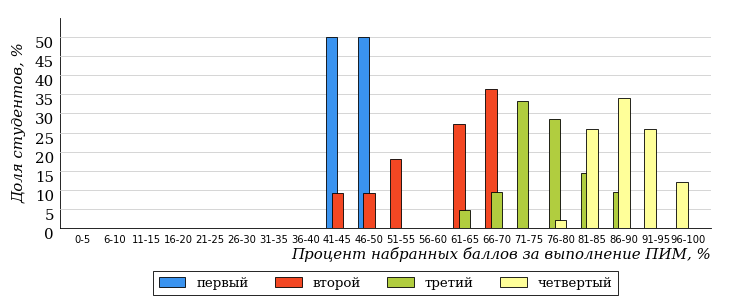 Доля студентов, %
50
45
40
35
30
25
20
15
10
5
0
0-5 6-10 11-15 16-20 21-25 26-30 31-35 36-40 41-45 46-50 51-55 56-60 61-65 66-70 71-75 76-80 81-85 86-90 91-95 96-100
Процент набранных баллов за выполнение ПИМ, %
первый второй третий четвертый